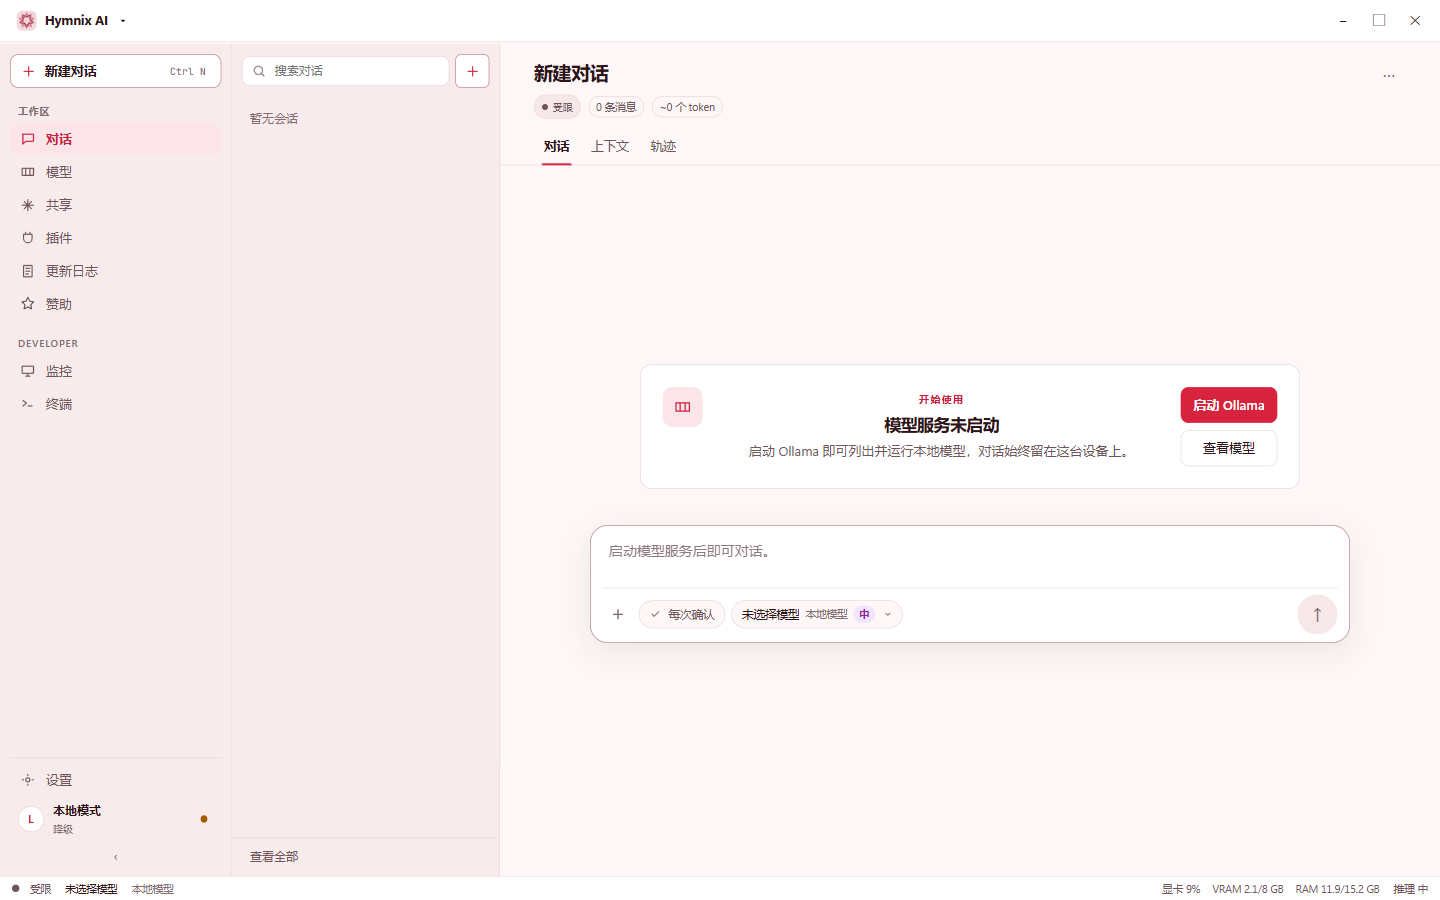 Hymnix AI
新建对话 Ctrl N
工作区
对话
模型
共享
插件
更新日志
赞助
DEVELOPER
监控
终端
设置
L
本地模式
降级
搜索对话
暂无会话
查看全部
新建对话
受限 0 条消息 ~0 个 token
对话 上下文 轨迹
开始使用
模型服务未启动
启动 Ollama 即可列出并运行本地模型，对话始终留在这台设备上。
启动 Ollama
查看模型
启动模型服务后即可对话。
每次确认 未选择模型 本地模型 中
受限 未选择模型 本地模型
显卡 9% VRAM 2.1/8 GB RAM 11.9/15.2 GB 推理 中